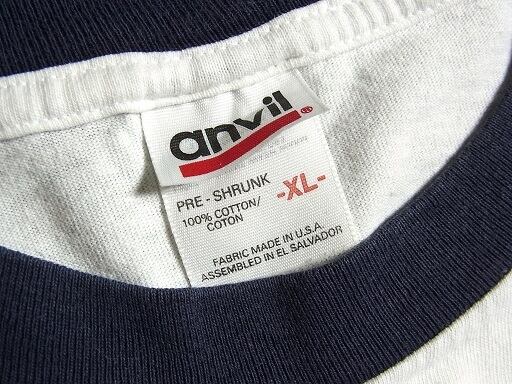 anvil ®
PRE - SHRUNK
100% COTTON/
COTON
-XL-
FABRIC MADE IN U.S.A
ASSEMBLED IN EL SALVADOR